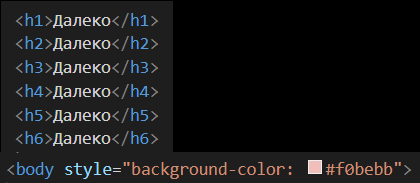 <h1>Далеко</h1>
<h2>Далеко</h2>
<h3>Далеко</h3>
<h4>Далеко</h4>
<h5>Далеко</h5>
<h6>Далеко</h6>
<body style="background-color: #f0bebb">